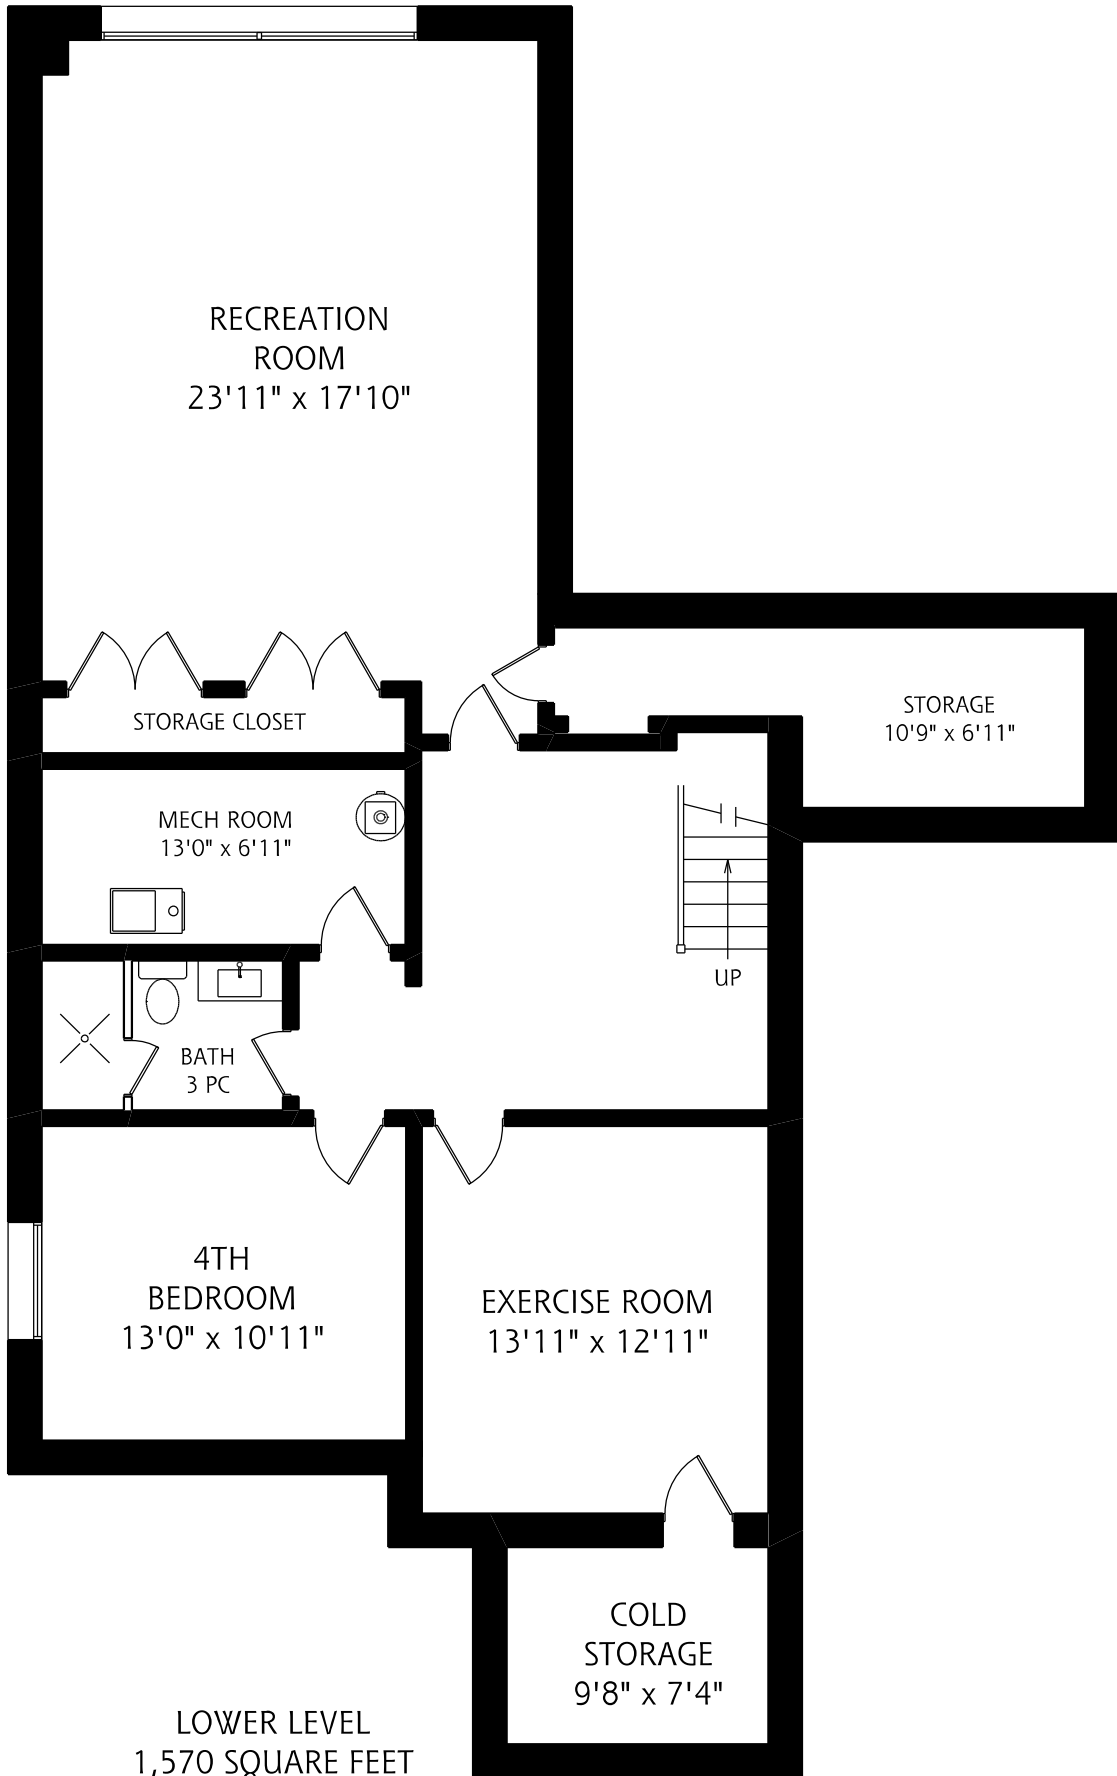 RECREATION
ROOM
23'11" x 17'10"
STORAGE
10'9" x 6'11"
STORAGE CLOSET
MECH ROOM
13'0" x 6'11"
UP
BATH
3 PC
4TH
BEDROOM
13'0" x 10'11"
EXERCISE ROOM
13'11" x 12'11"
COLD
STORAGE
9'8" x 7'4"
LOWER LEVEL
1,570 SQUARE FEET